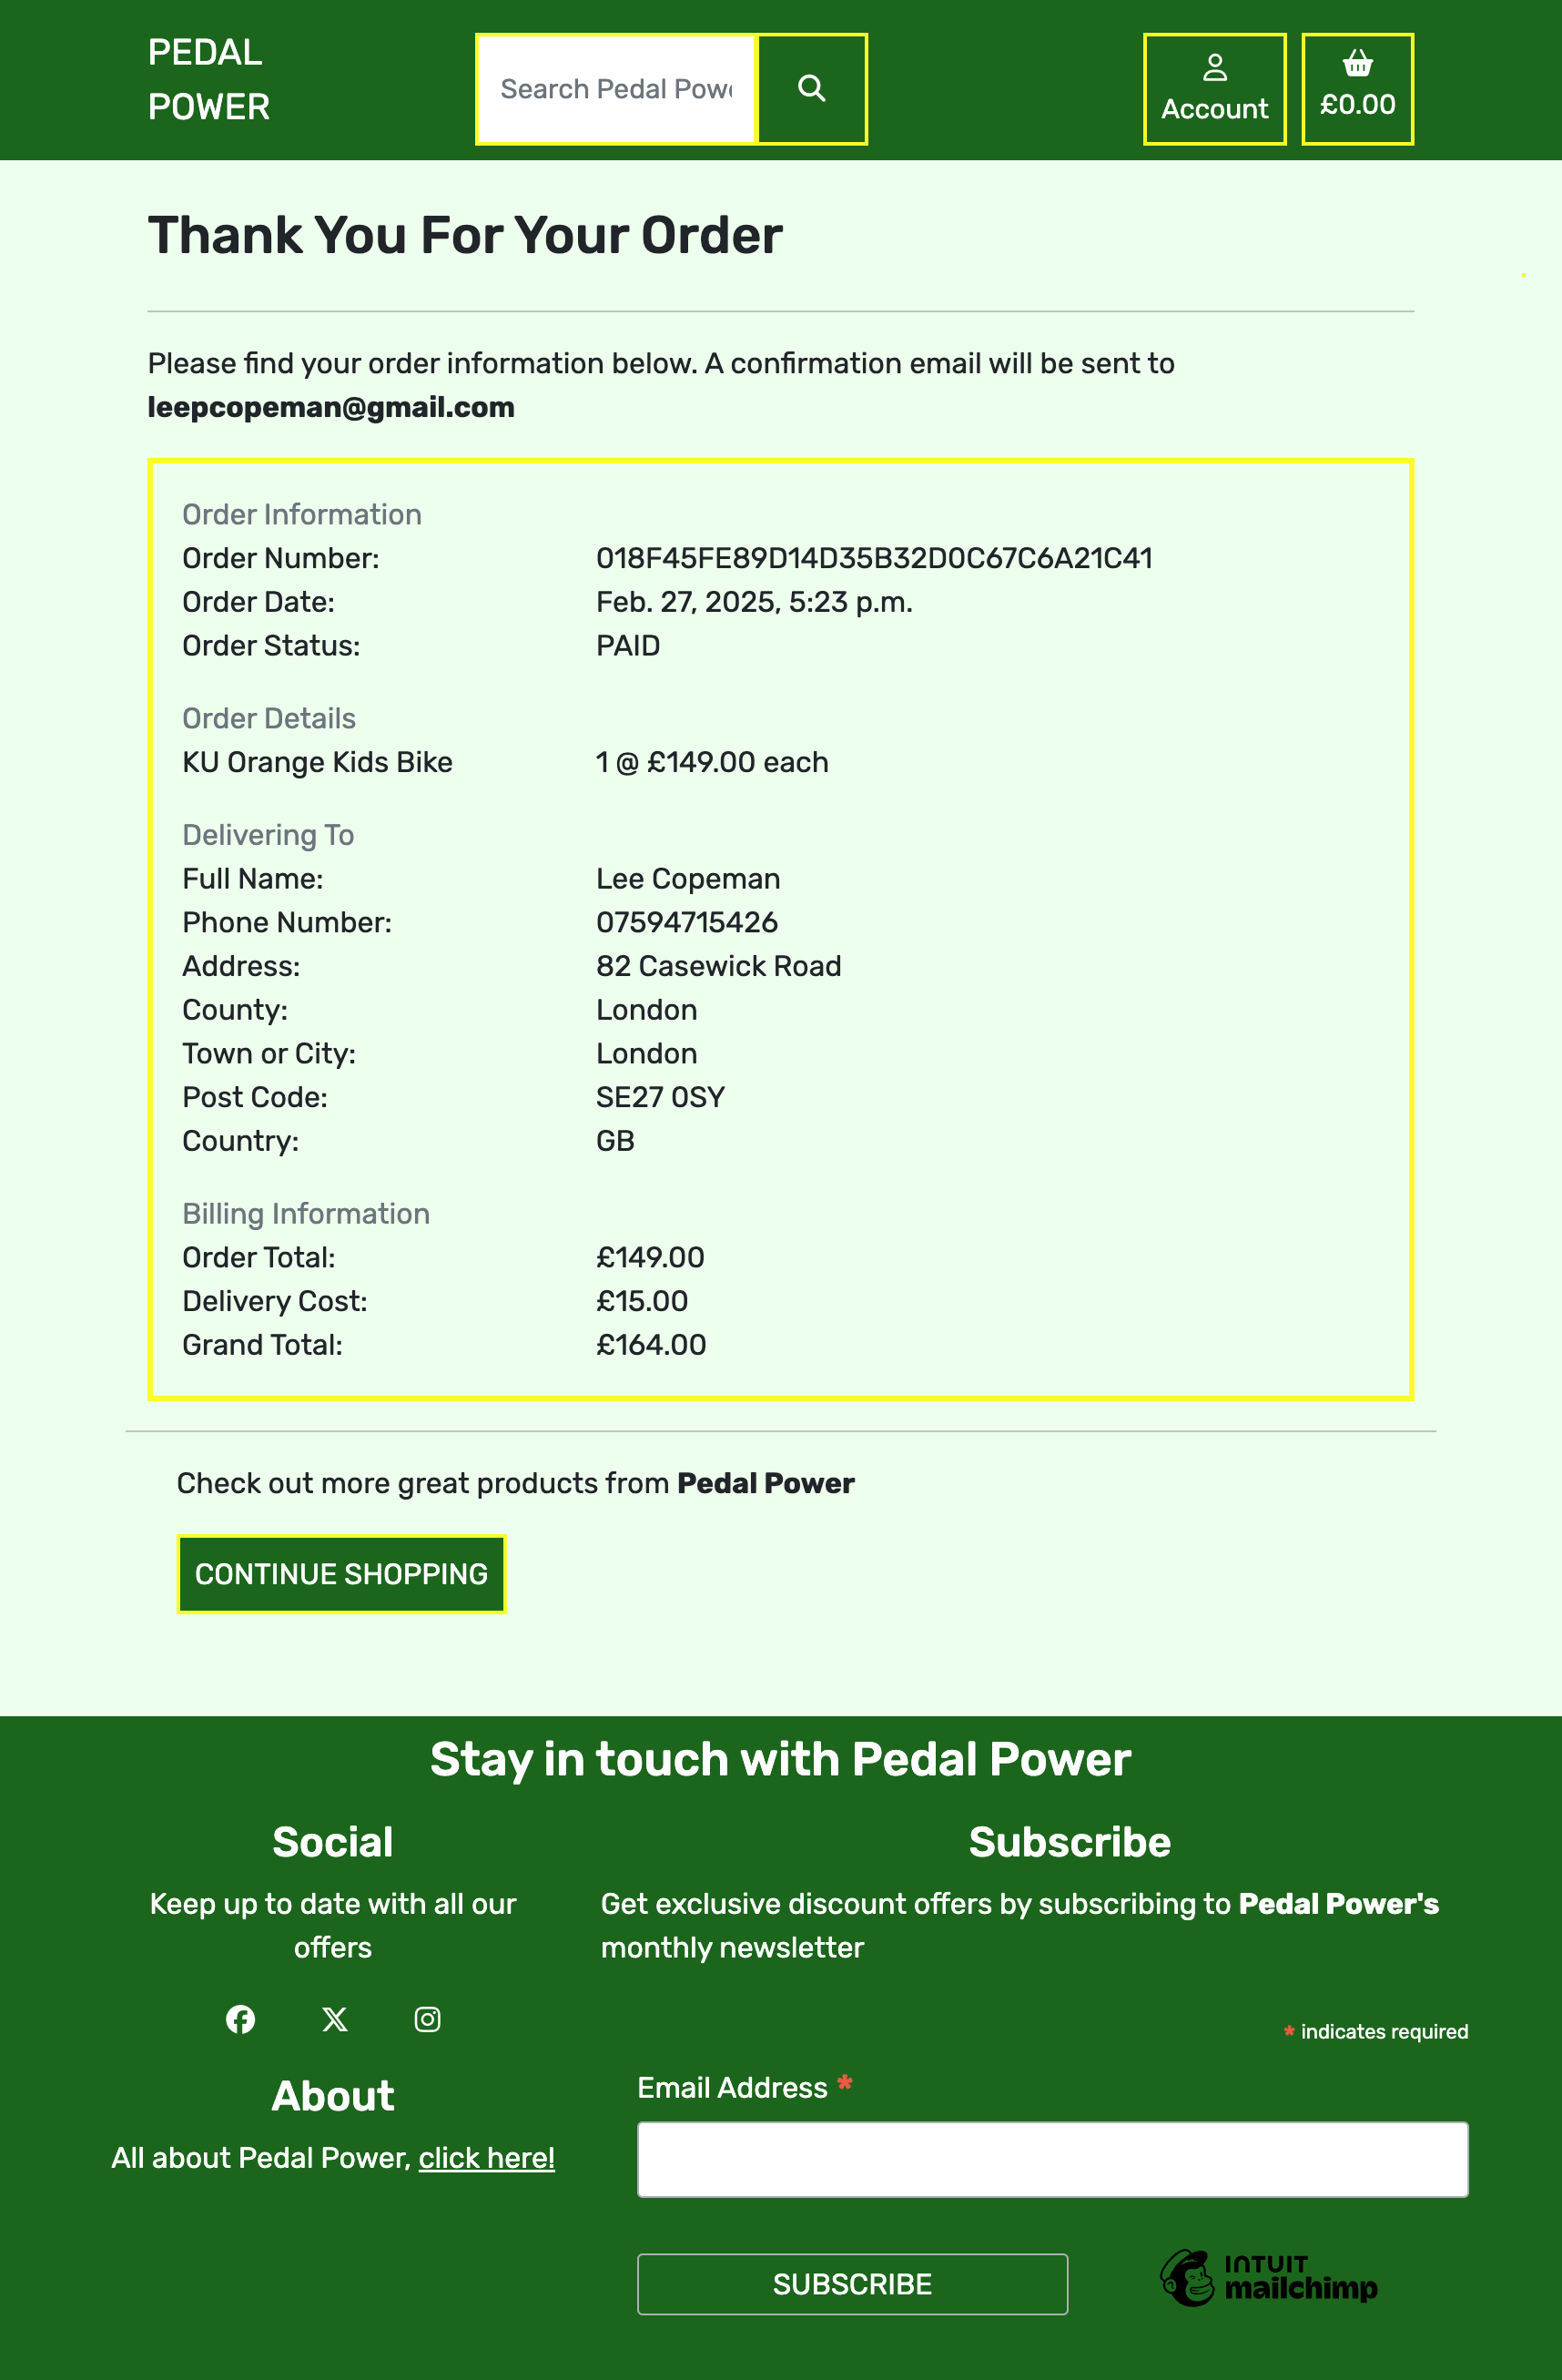 PEDAL
POWER
Search Pedal Pow
Account
£0.00
Thank You For Your Order
Please find your order information below. A confirmation email will be sent to
leepcopeman@gmail.com
Order Information
Order Number: 018F45FE89D14D35B32D0C67C6A21C41
Order Date: Feb. 27, 2025, 5:23 p.m.
Order Status: PAID
Order Details
KU Orange Kids Bike 1 @ £149.00 each
Delivering To
Full Name: Lee Copeman
Phone Number: 07594715426
Address: 82 Casewick Road
County: London
Town or City: London
Post Code: SE27 0SY
Country: GB
Billing Information
Order Total: £149.00
Delivery Cost: £15.00
Grand Total: £164.00
Check out more great products from Pedal Power
CONTINUE SHOPPING
Stay in touch with Pedal Power
Social
Keep up to date with all our
offers
About
All about Pedal Power, click here!
Subscribe
Get exclusive discount offers by subscribing to Pedal Power's
monthly newsletter
* indicates required
Email Address *
SUBSCRIBE
INTUIT
mailchimp